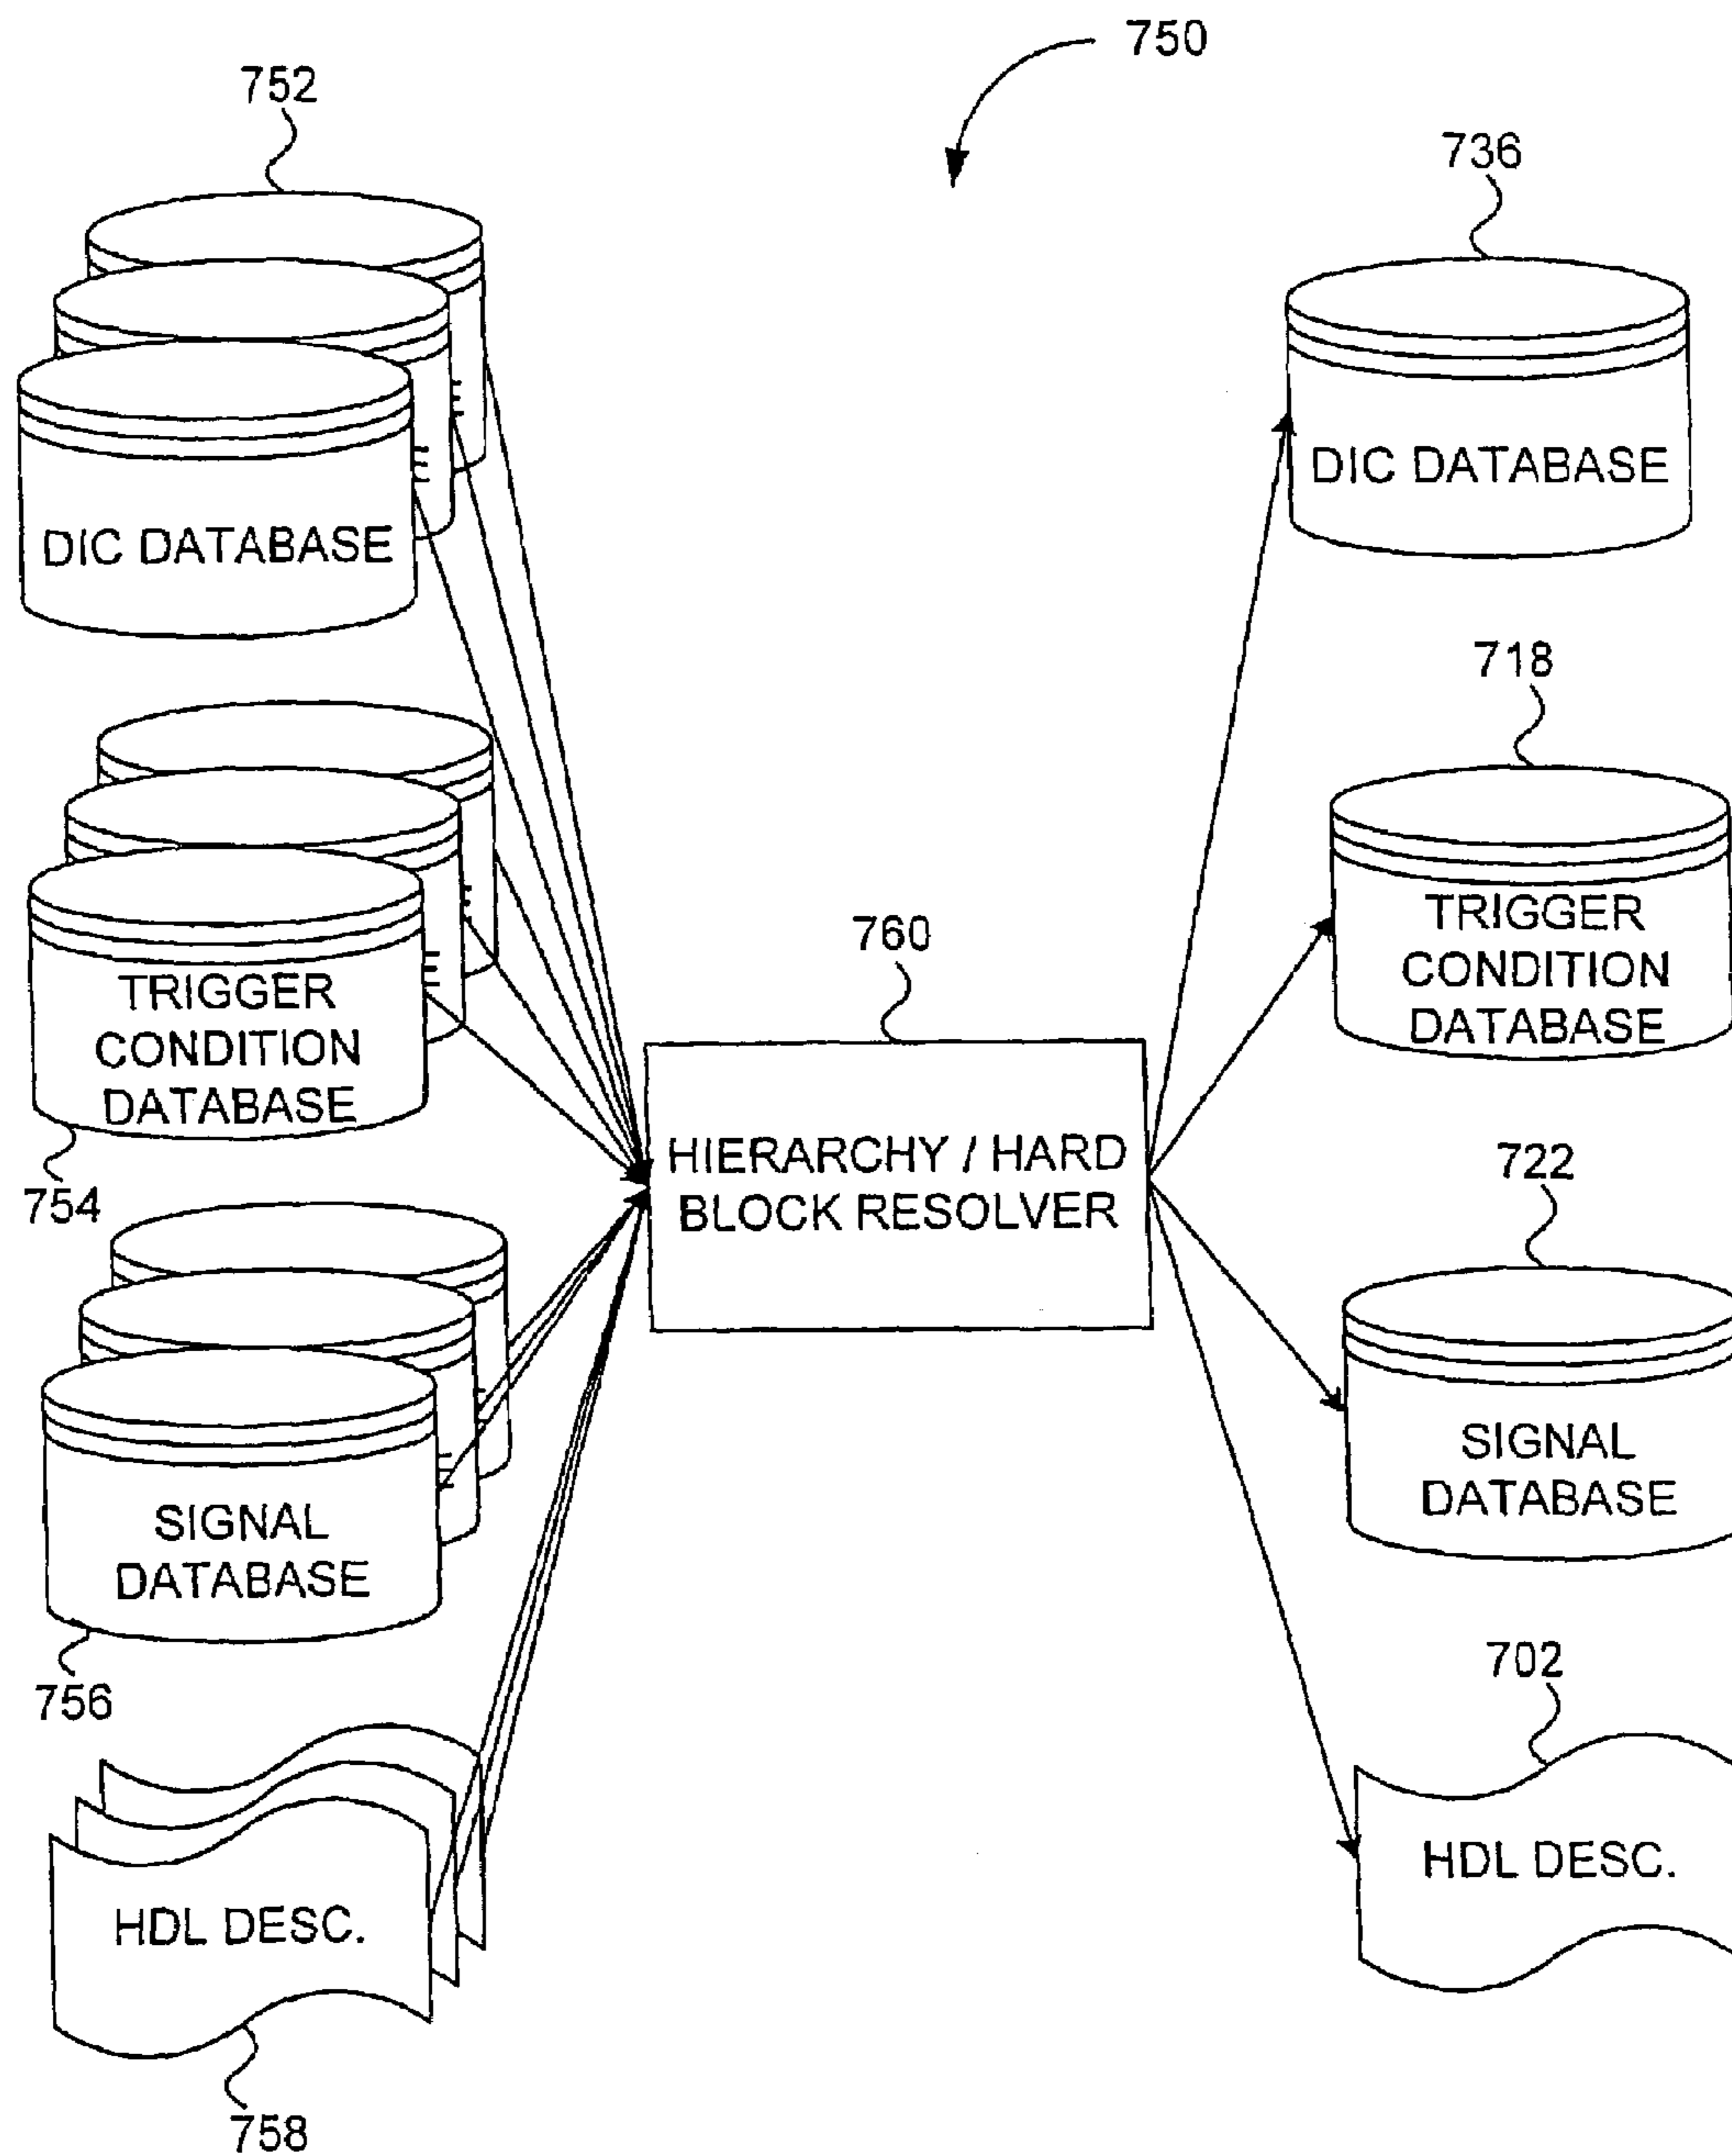 750
752
DIC DATABASE
736
DIC DATABASE
754
TRIGGER
CONDITION
DATABASE
718
TRIGGER
CONDITION
DATABASE
760
HIERARCHY / HARD
BLOCK RESOLVER
756
SIGNAL
DATABASE
722
SIGNAL
DATABASE
758
HDL DESC.
702
HDL DESC.